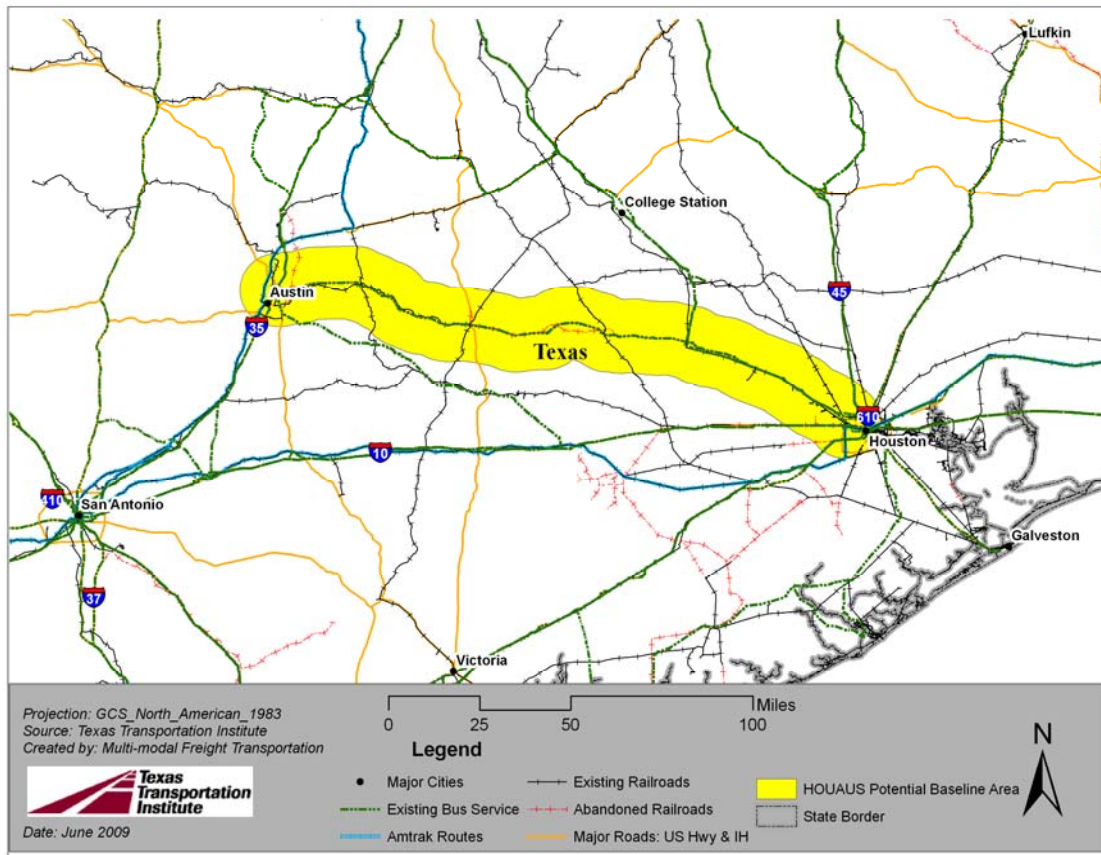 Lufkin
College Station
Austin
45
35
Texas
610
Houston
10
410
San Antonio
Galveston
37
Victoria
Projection: GCS_North_American_1983
Source: Texas Transportation Institute
Created by: Multi-modal Freight Transportation
Texas
Transportation
Institute
Date: June 2009
Miles
0 25 50 100
Legend
Major Cities
Existing Bus Service
Amtrak Routes
Existing Railroads
Abandoned Railroads
Major Roads: US Hwy & IH
HOUAUS Potential Baseline Area
State Border
N